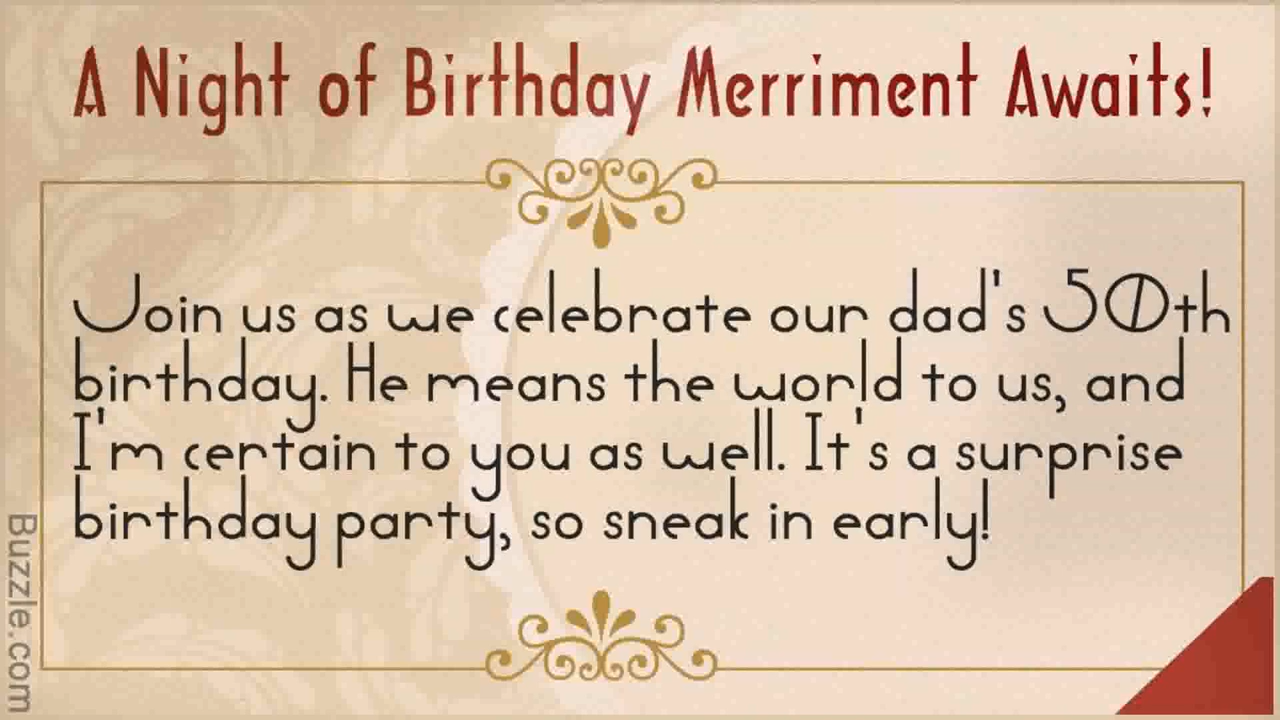 A Night of Birthday Merriment Awaits!
Join us as we celebrate our dad's 50th
birthday. He means the world to us, and
I'm certain to you as well. It's a surprise
birthday party, so sneak in early!
Buzzle.com